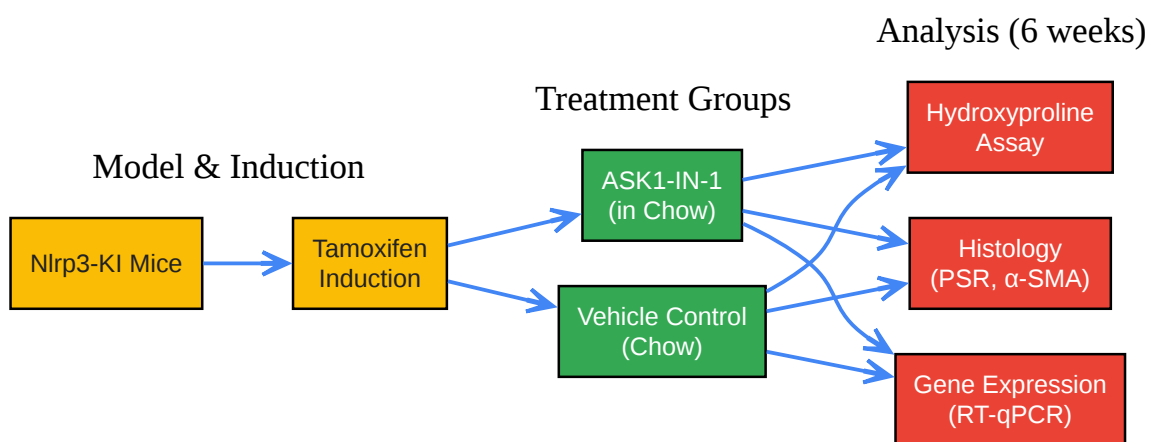 Analysis (6 weeks)
Treatment Groups
Model & Induction
Nlrp3-KI Mice
Tamoxifen
Induction
ASK1-IN-1
(in Chow)
Vehicle Control
(Chow)
Hydroxyproline
Assay
Histology
(PSR, α-SMA)
Gene Expression
(RT-qPCR)